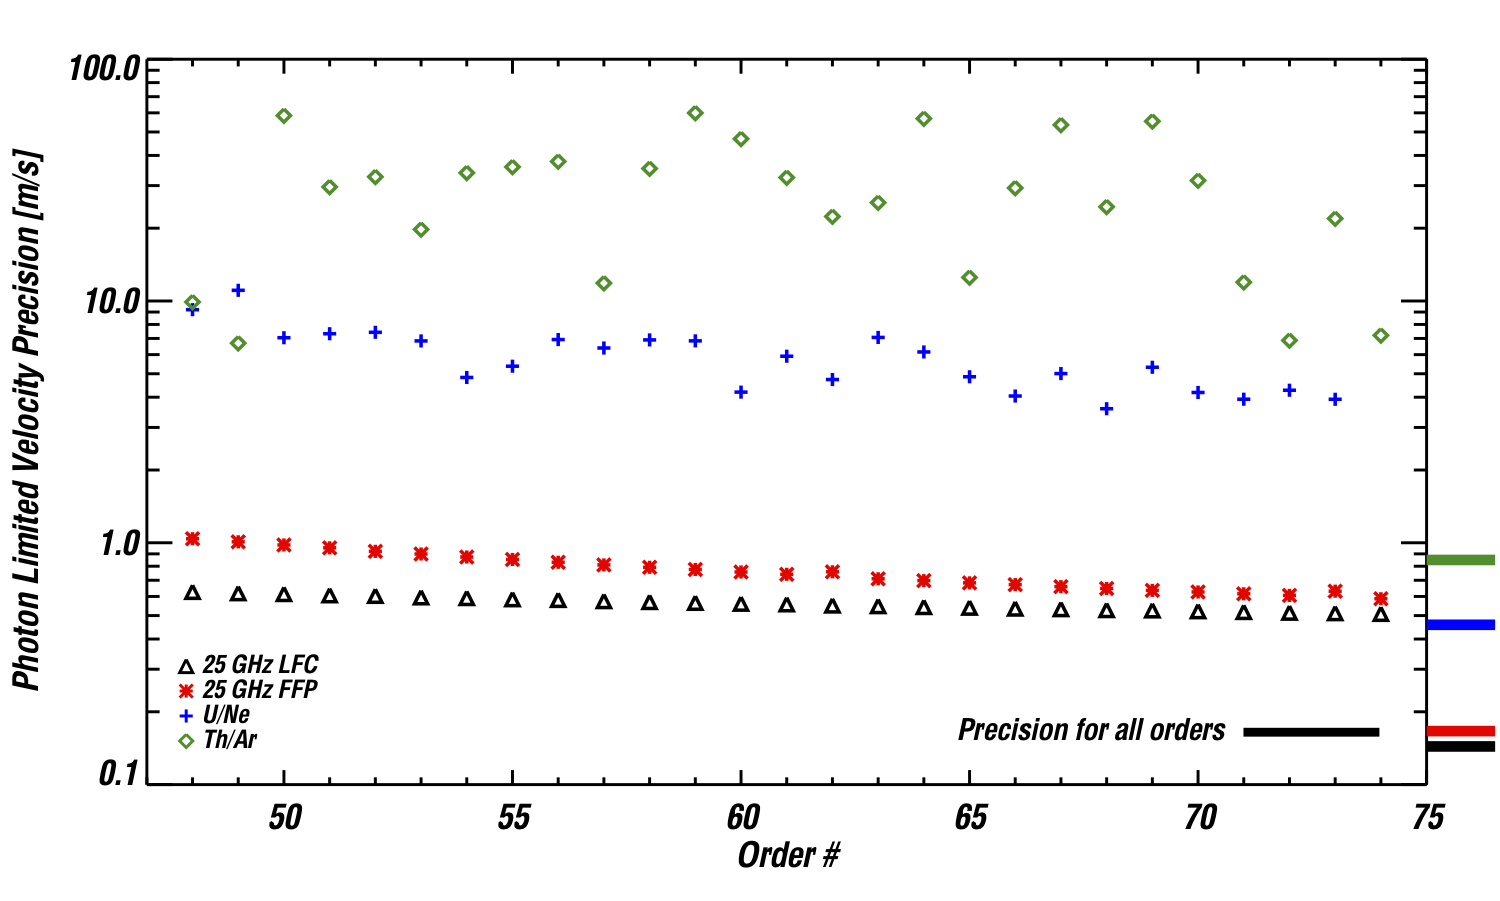 100.0
10.0
1.0
0.1
Photon Limited Velocity Precision [m/s]
25 GHz LFC
25 GHz FFP
U/Ne
Th/Ar
Precision for all orders
50 55 60 65 70 75
Order #